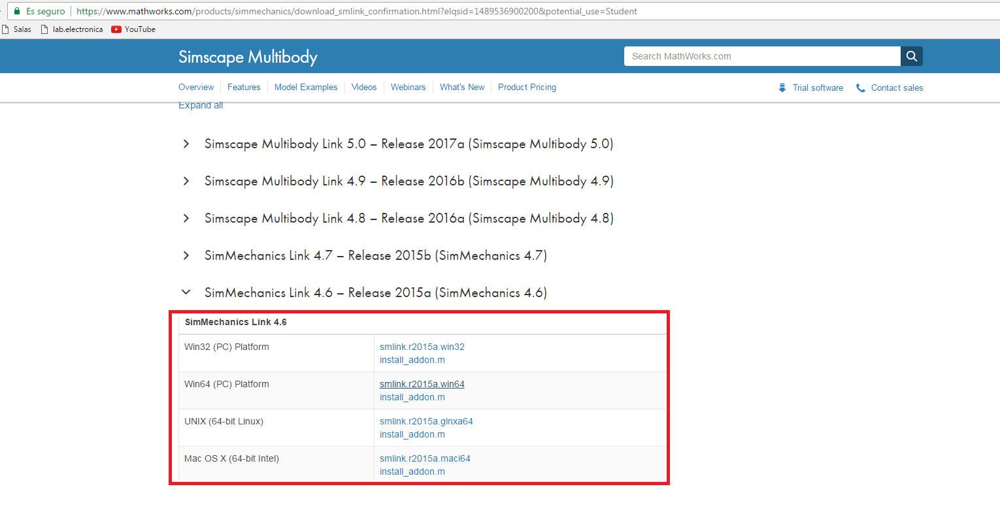 Es seguro https://www.mathworks.com/products/simmechanics/download_smlink_confirmation.html?elqsid=1489536900200&potential_use=Student
Salas lab.electronica YouTube
Simscape Multibody Search MathWorks.com
Overview Features Model Examples Videos Webinars What's New Product Pricing Trial software Contact sales
Expand all
Simscape Multibody Link 5.0 – Release 2017a (Simscape Multibody 5.0)
Simscape Multibody Link 4.9 – Release 2016b (Simscape Multibody 4.9)
Simscape Multibody Link 4.8 – Release 2016a (Simscape Multibody 4.8)
SimMechanics Link 4.7 – Release 2015b (SimMechanics 4.7)
SimMechanics Link 4.6 – Release 2015a (SimMechanics 4.6)
SimMechanics Link 4.6
Win32 (PC) Platform smlink.r2015a.win32
install_addon.m
Win64 (PC) Platform smlink.r2015a.win64
install_addon.m
UNIX (64-bit Linux) smlink.r2015a.glnxa64
install_addon.m
Mac OS X (64-bit Intel) smlink.r2015a.maci64
install_addon.m